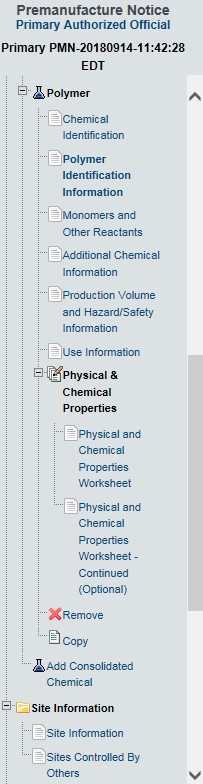 Premanufacture Notice
Primary Authorized Official
Primary PMN-20180914-11:42:28
EDT
Polymer
Chemical
Identification
Polymer
Identification
Information
Monomers and
Other Reactants
Additional Chemical
Information
Production Volume
and Hazard/Safety
Information
Use Information
Physical &
Chemical
Properties
Physical and
Chemical
Properties
Worksheet
Physical and
Chemical
Properties
Worksheet -
Continued
(Optional)
Remove
Copy
Add Consolidated
Chemical
Site Information
Site Information
Sites Controlled By
Others